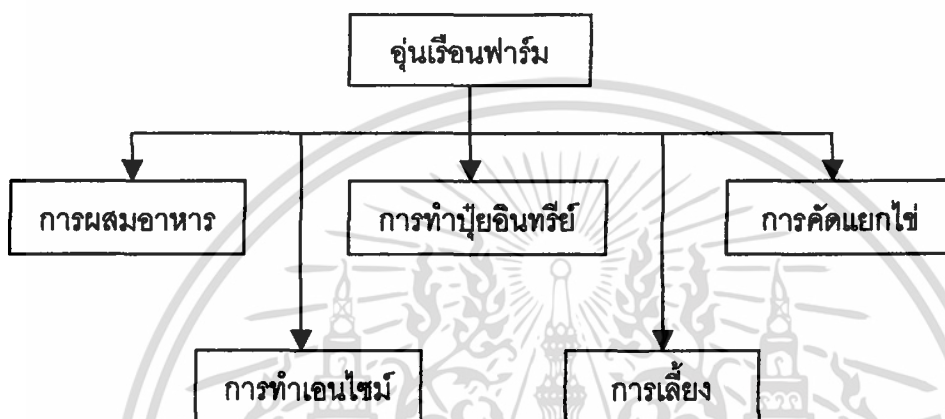 อุ่นเรือนฟาร์ม
การผสมอาหาร
การทำปุ๋ยอินทรีย์
การคัดแยกไข่
การทำเอนไซม์
การเลี้ยง